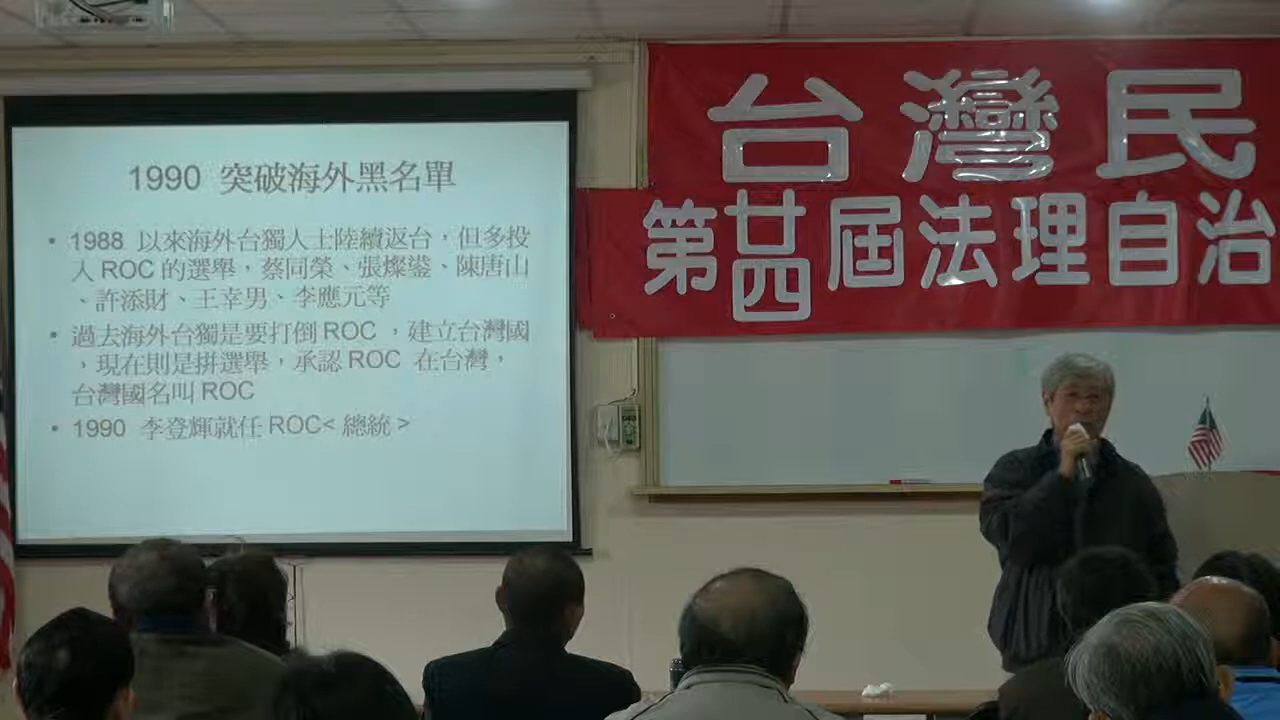 1990 突破海外黑名單
• 1988 以來海外台獨人士陸續返台，但多投
入 ROC 的選舉，蔡同榮、張燦鍙、陳唐山
、許添財、王幸男、李應元等
• 過去海外台獨是要打倒 ROC ，建立台灣國
，現在則是拼選舉，承認 ROC 在台灣，
台灣國名叫 ROC
• 1990 李登輝就任 ROC< 總統 >
台灣民
第廿四屆法理自治